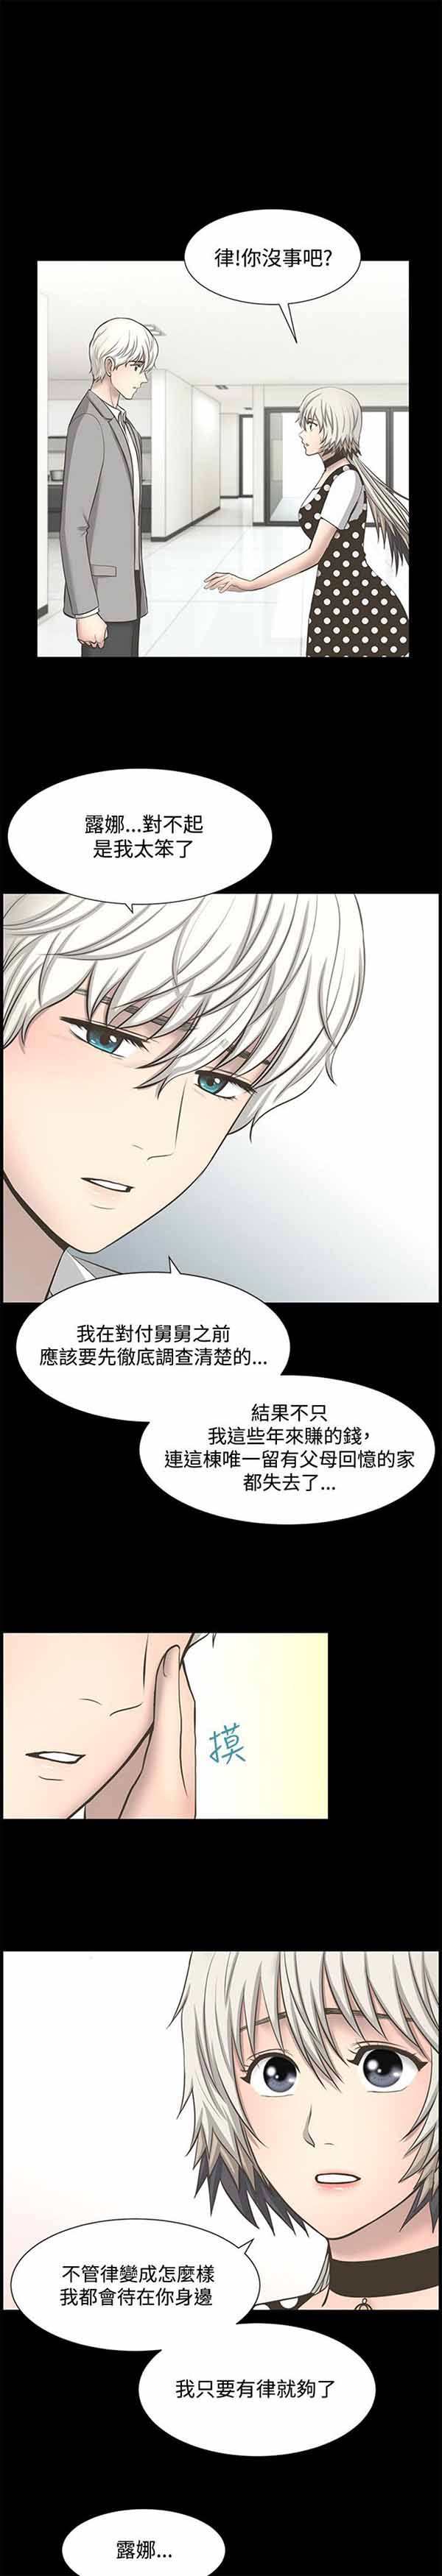 律!你沒事吧?
露娜...對不起
是我太笨了
我在對付舅舅之前
應該要先徹底調查清楚的...
結果不只
我這些年來賺的錢,
連這棟唯一留有父母回憶的家
都失去了...
摸
不管律變成怎麼樣
我都會待在你身邊
我只要有律就夠了
露娜...